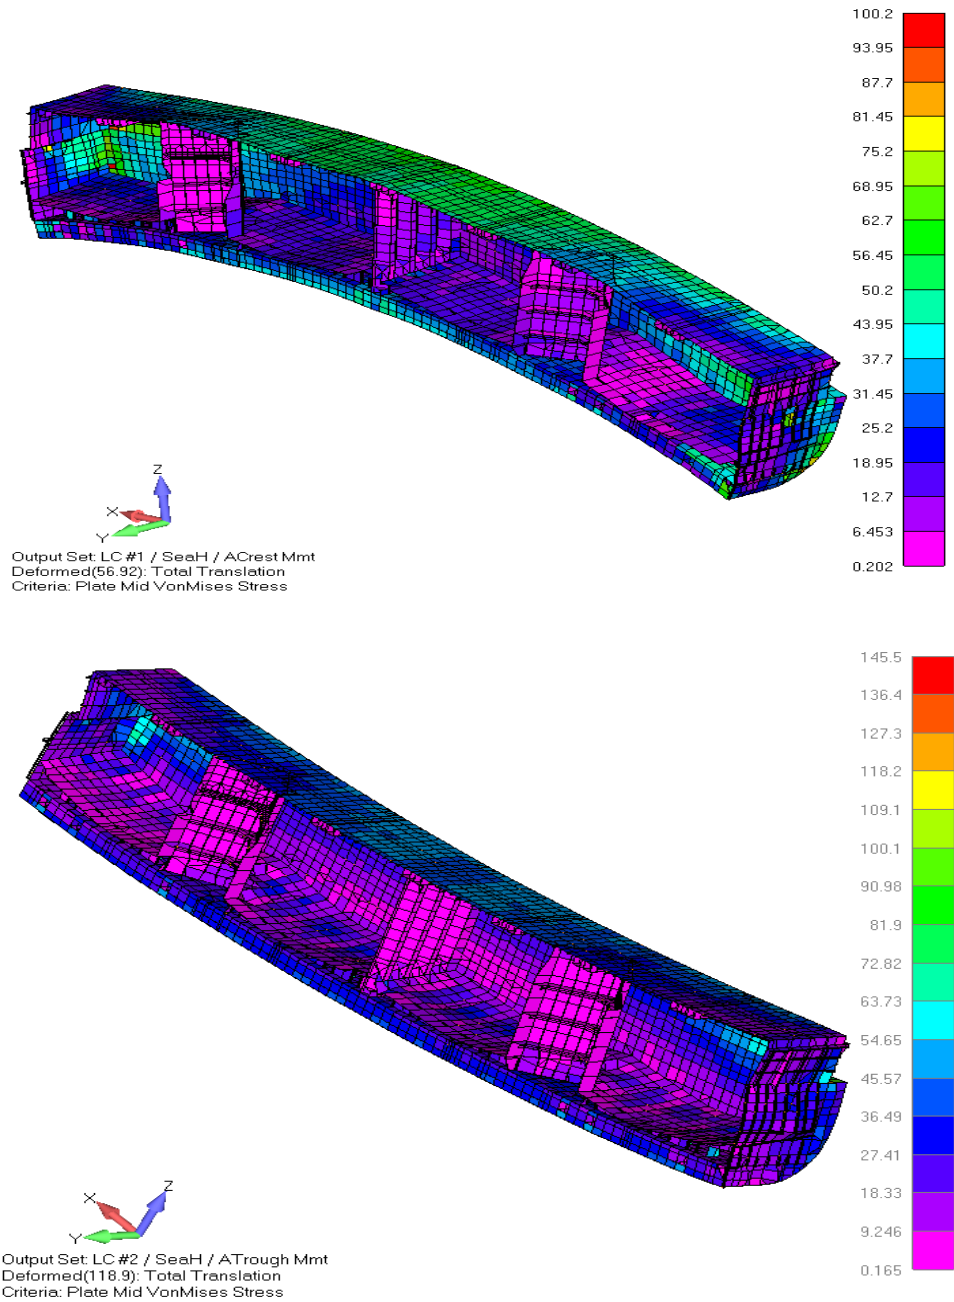 100.2
93.95
87.7
81.45
75.2
68.95
62.7
56.45
50.2
43.95
37.7
31.45
25.2
18.95
12.7
6.453
0.202
Z
X
Y
Output Set: LC #1 / SeaH / ACrest Mmt
Deformed(56.92): Total Translation
Criteria: Plate Mid VonMises Stress
145.5
136.4
127.3
118.2
109.1
100.1
90.98
81.9
72.82
63.73
54.65
45.57
36.49
27.41
18.33
9.246
0.165
X
Z
Y
Output Set: LC #2 / SeaH / ATrough Mmt
Deformed(118.9): Total Translation
Criteria: Plate Mid VonMises Stress